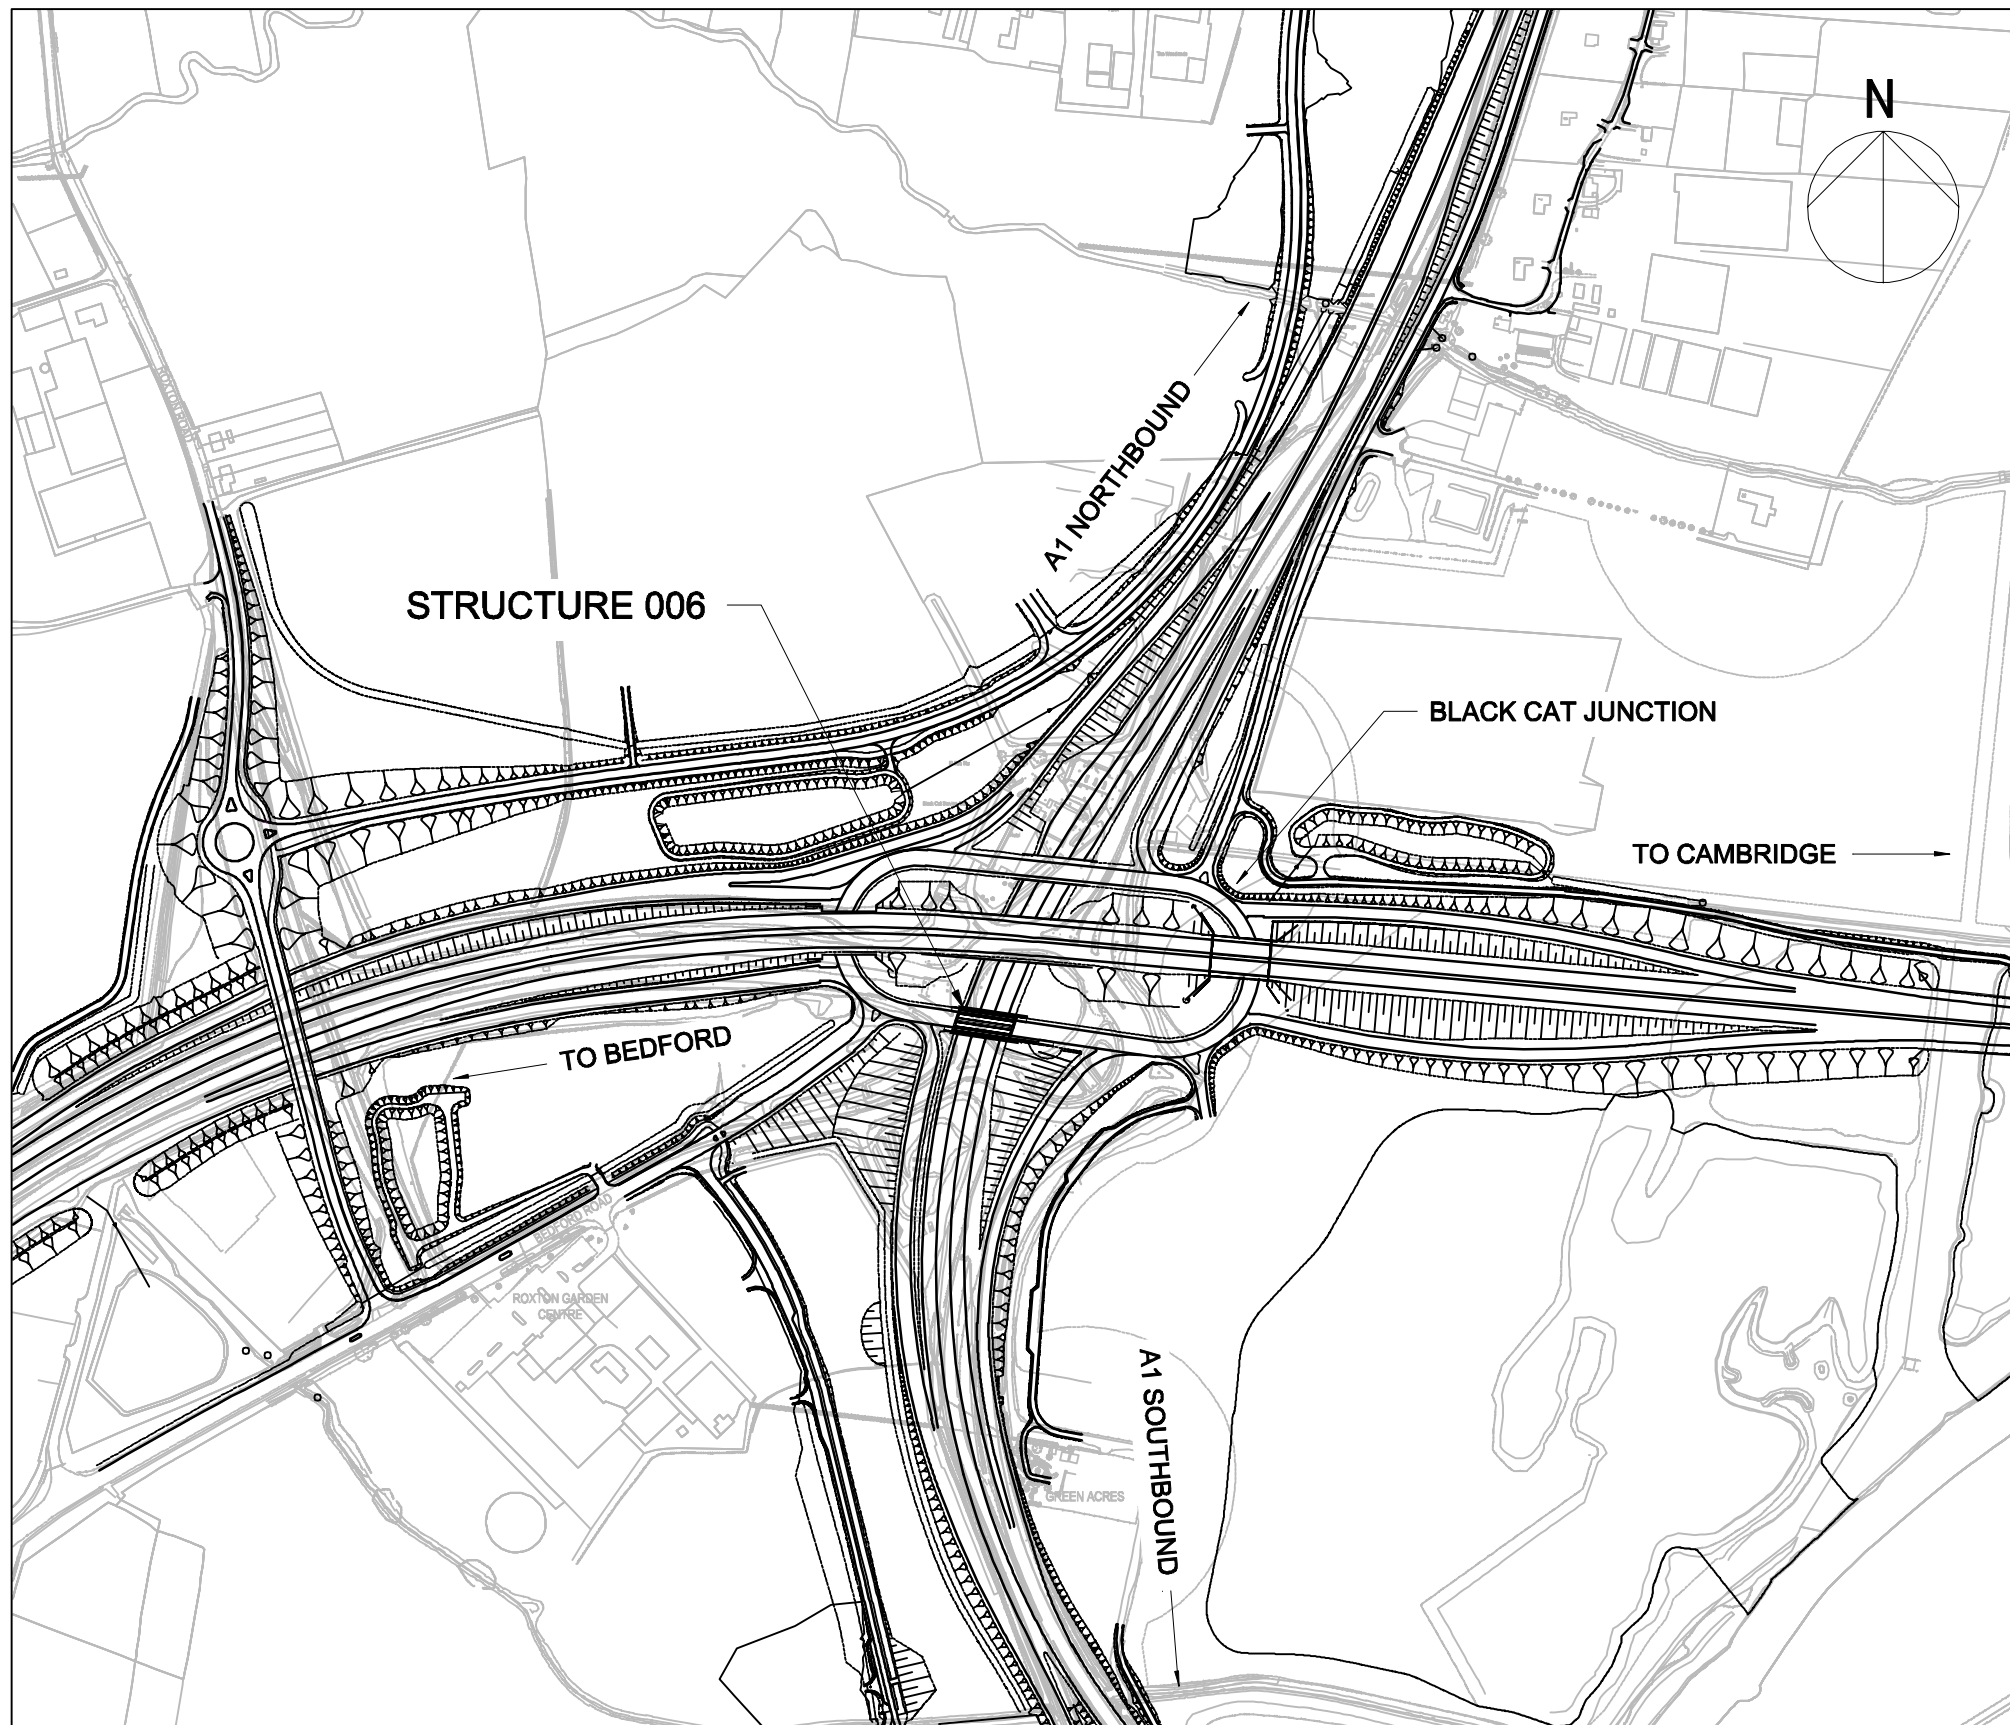 N
A1 NORTHBOUND
STRUCTURE 006
BLACK CAT JUNCTION
TO CAMBRIDGE
TO BEDFORD
BEDFORD ROAD
ROXTON GARDEN
CENTRE
A1 SOUTHBOUND
GREEN ACRES